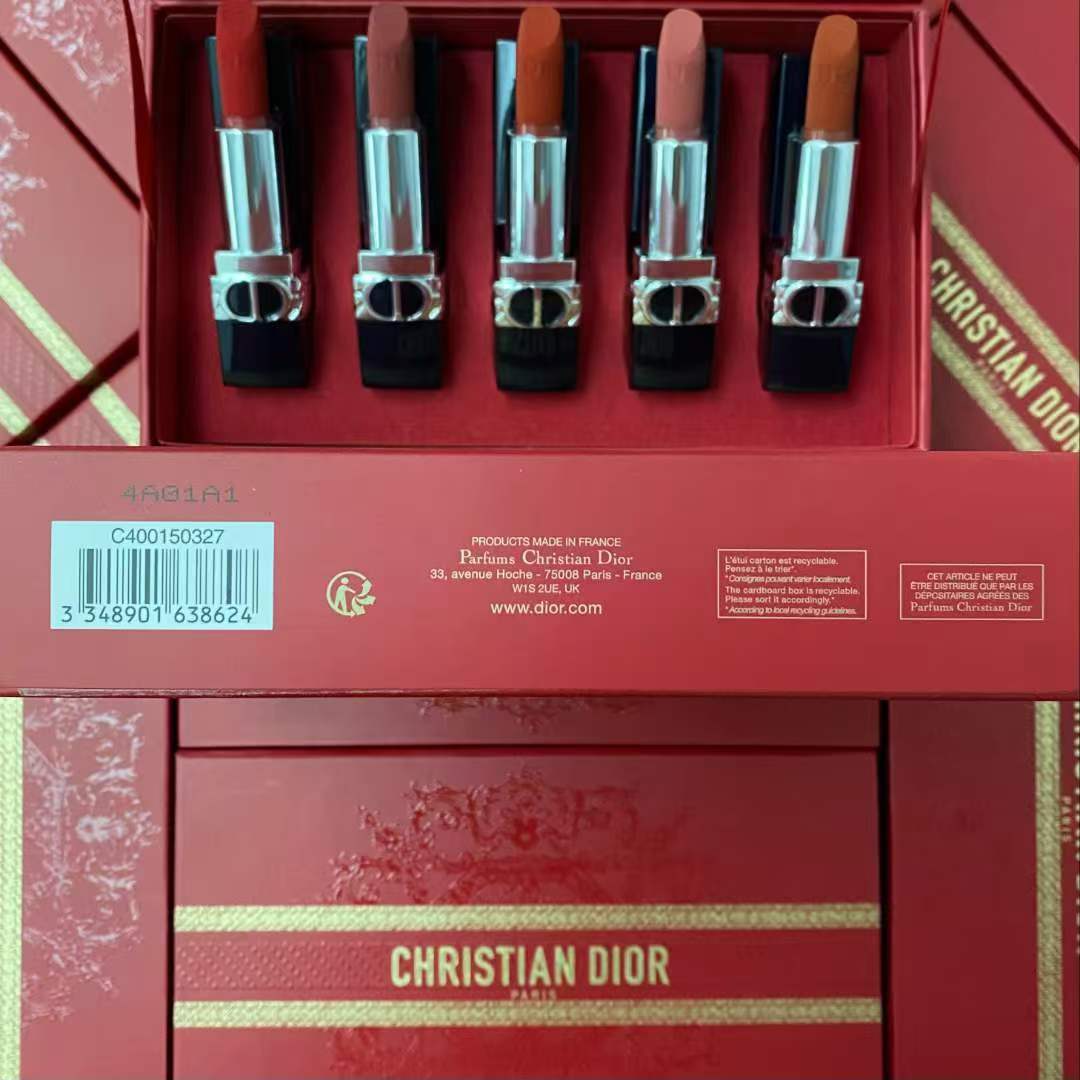 CHRISTIAN DIOR
PARIS
4A01A1
C400150327
3 348901 638624
PRODUCTS MADE IN FRANCE
Parfums Christian Dior
33, avenue Hoche - 75008 Paris - France
W1S 2UE, UK
www.dior.com
L'étui carton est recyclable.
Pensez à le trier*.
*Consignes pouvant varier localement.
The cardboard box is recyclable.
Please sort it accordingly.*
*According to local recycling guidelines.
CET ARTICLE NE PEUT
ÊTRE DISTRIBUÉ QUE PAR LES
DÉPOSITAIRES AGRÉÉS DES
Parfums Christian Dior
CHRISTIAN DIOR
PARIS
PARIS